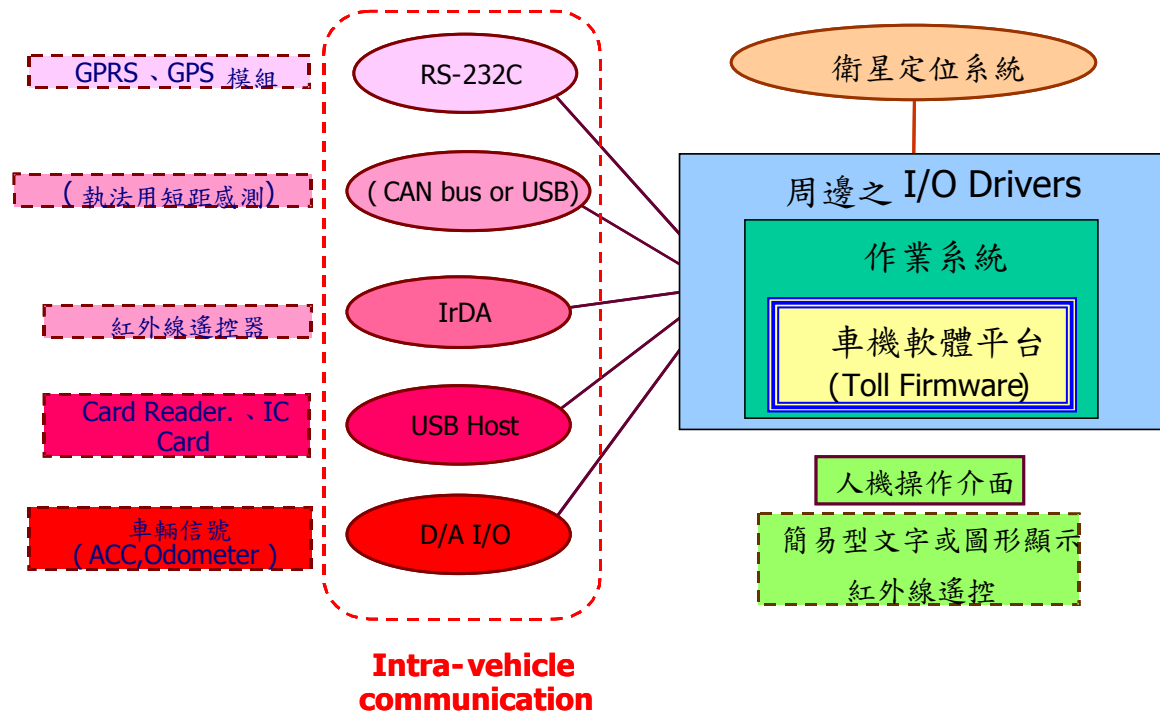 GPRS、GPS 模組
(執法用短距感測)
紅外線遙控器
Card Reader.、IC
Card
車輛信號
(ACC,Odometer)
RS-232C
(CAN bus or USB)
IrDA
USB Host
D/A I/O
Intra-vehicle
communication
衛星定位系統
周邊之 I/O Drivers
作業系統
車機軟體平台
(Toll Firmware)
人機操作介面
簡易型文字或圖形顯示
紅外線遙控